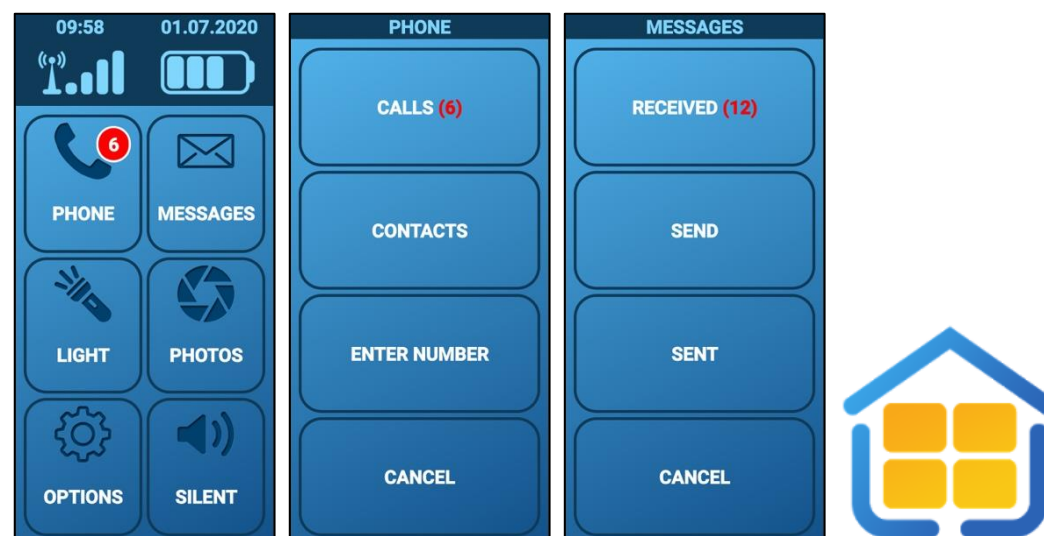 09:58 01.07.2020
6
PHONE MESSAGES
LIGHT PHOTOS
OPTIONS SILENT
PHONE
CALLS (6)
CONTACTS
ENTER NUMBER
CANCEL
MESSAGES
RECEIVED (12)
SEND
SENT
CANCEL